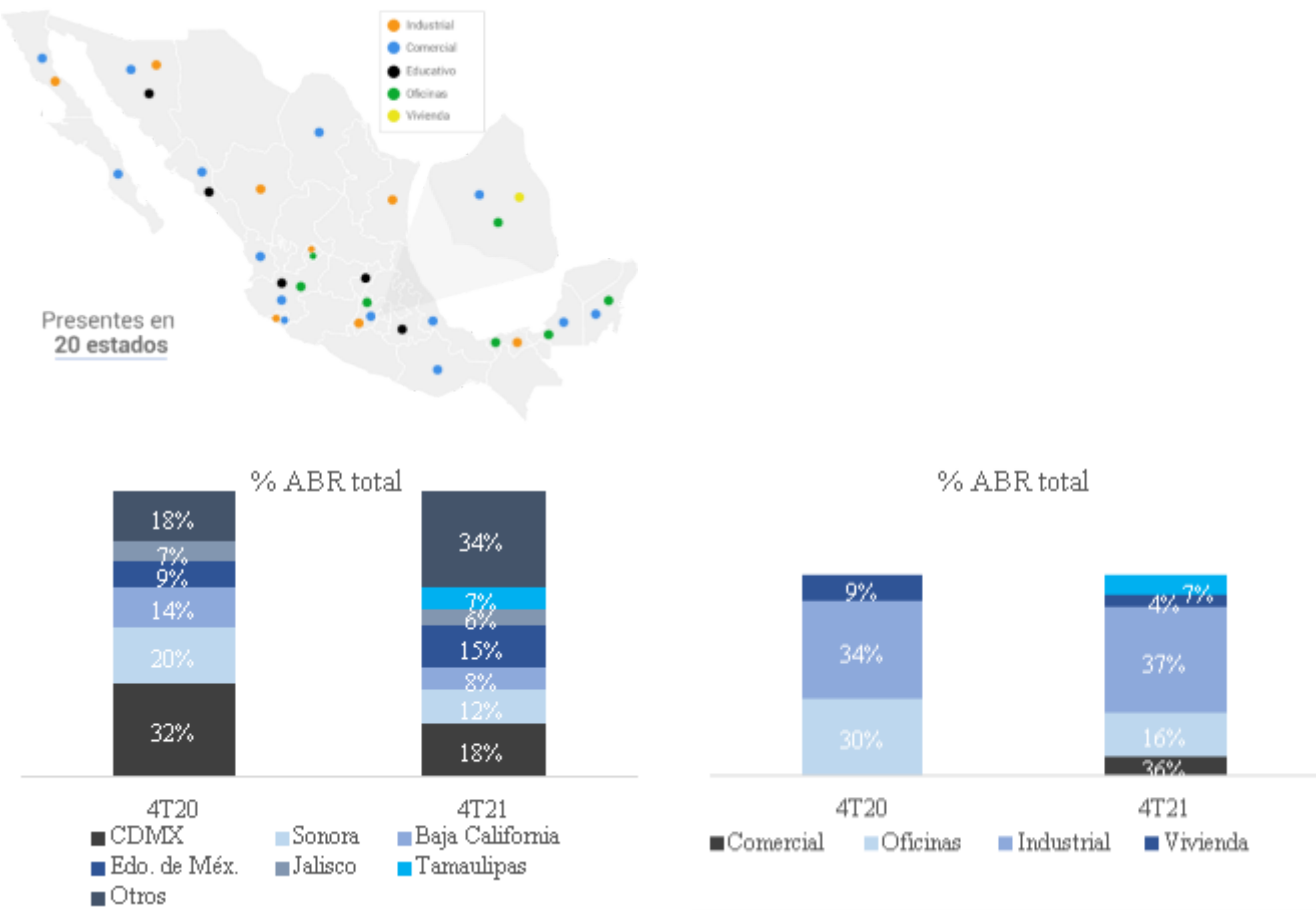 Industrial
Comercial
Educativo
Oficinas
Vivienda
Presentes en
20 estados
% ABR total
18%
7%
9%
14%
20%
32%
34%
7%
6%
15%
8%
12%
18%
4T20
4T21
CDMX
Sonora
Baja California
Edo. de Méx.
Jalisco
Tamaulipas
Otros
% ABR total
9%
34%
30%
7%
4%
37%
16%
36%
4T20
4T21
Comercial
Oficinas
Industrial
Vivienda